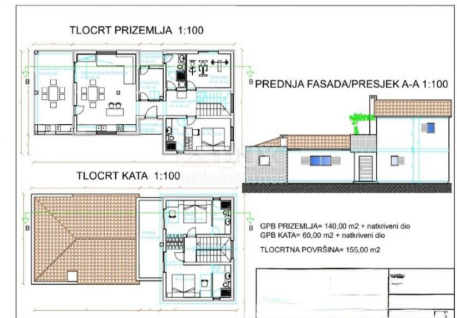 TLOCRT PRIZEMLJA 1:100
B
B
PREDNJA FASADA/PRESJEK A-A 1:100
TLOCRT KATA 1:100
B
B
GPB PRIZEMLJA= 140,00 m2 + natkriveni dio
GPB KATA= 60,00 m2 + natkriveni dio
TLOCRTNA POVRŠINA= 155,00 m2